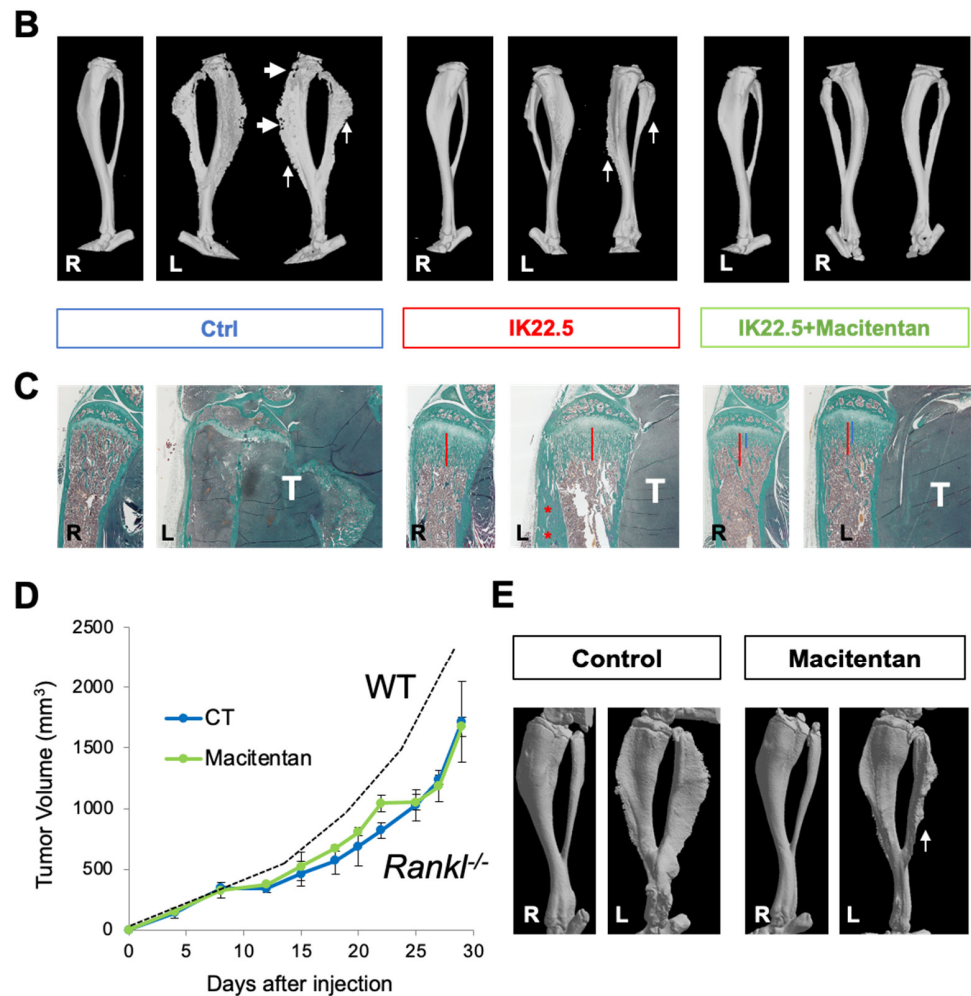 B
R L R L L R
Ctrl IK22.5 IK22.5+Macitentan
C
R L T R L T R L T
* *
D
2500
2000
1500
1000
500
0
Tumor Volume (mm³)
WT
CT
Macitentan
Rankl-/-
0 5 10 15 20 25 30
Days after injection
E
Control Macitentan
R L R L